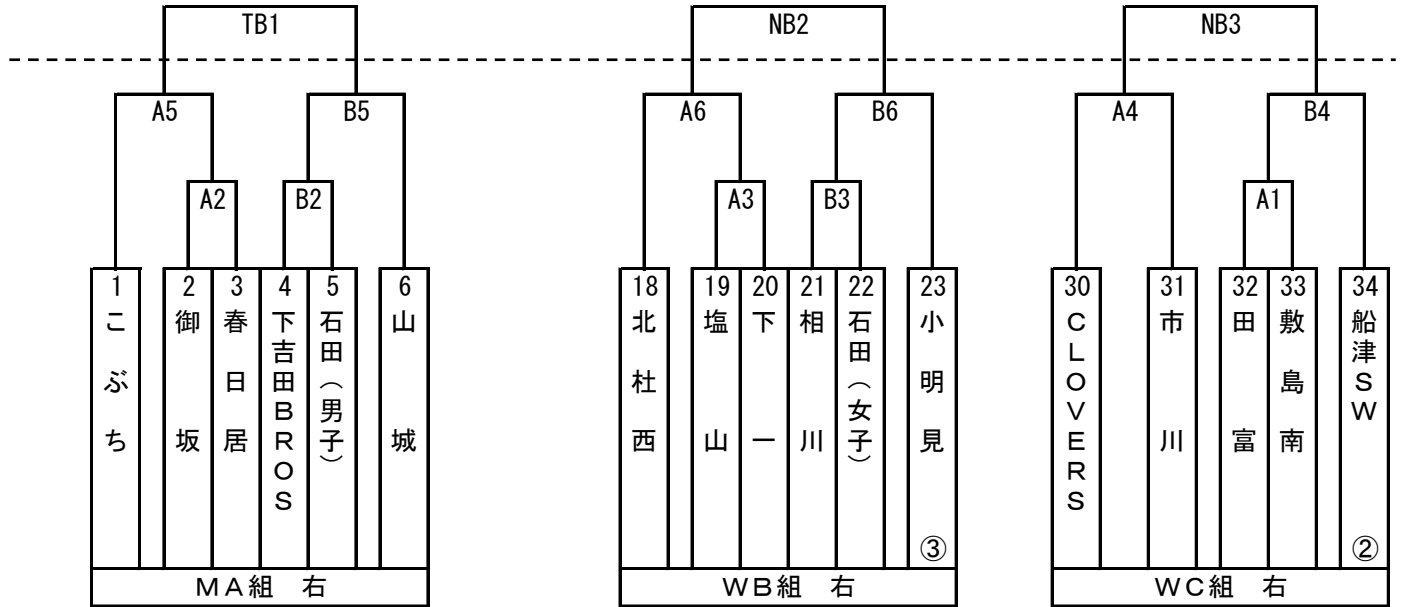 TB1 NB2 NB3
A5 B5 A6 B6 A4 B4
A2 B2 A3 B3 A1
1 こぶち
2 御坂
3 春日居
4 下吉田BROS
5 石田(男子)
6 山城
18 北杜西
19 塩山
20 下一
21 相川
22 石田(女子)
23 小明見 ③
30 CLOVERS
31 市川
32 田富
33 敷島南
34 船津SW ②
MA組 右
WB組 右
WC組 右